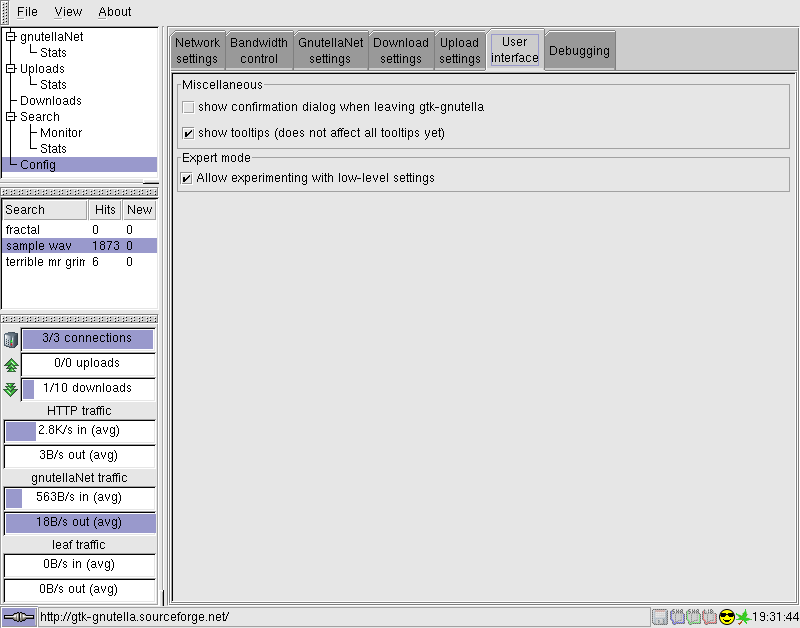 File View About
gnutellaNet
Stats
Uploads
Stats
Downloads
Search
Monitor
Stats
Config
Search Hits New
fractal 0 0
sample wav 1873 0
terrible mr grim 6 0
3/3 connections
0/0 uploads
1/10 downloads
HTTP traffic
2.8K/s in (avg)
3B/s out (avg)
gnutellaNet traffic
563B/s in (avg)
18B/s out (avg)
leaf traffic
0B/s in (avg)
0B/s out (avg)
Network settings
Bandwidth control
GnutellaNet settings
Download settings
Upload settings
User interface
Debugging
Miscellaneous
show confirmation dialog when leaving gtk-gnutella
show tooltips (does not affect all tooltips yet)
Expert mode
Allow experimenting with low-level settings
http://gtk-gnutella.sourceforge.net/
19:31:44